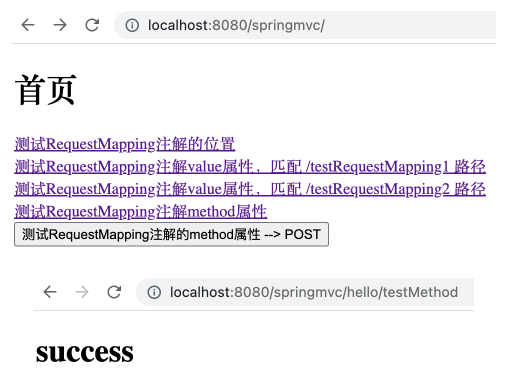 localhost:8080/springmvc/
首页
测试RequestMapping注解的位置
测试RequestMapping注解value属性，匹配 /testRequestMapping1 路径
测试RequestMapping注解value属性，匹配 /testRequestMapping2 路径
测试RequestMapping注解method属性
测试RequestMapping注解的method属性 --> POST
localhost:8080/springmvc/hello/testMethod
success